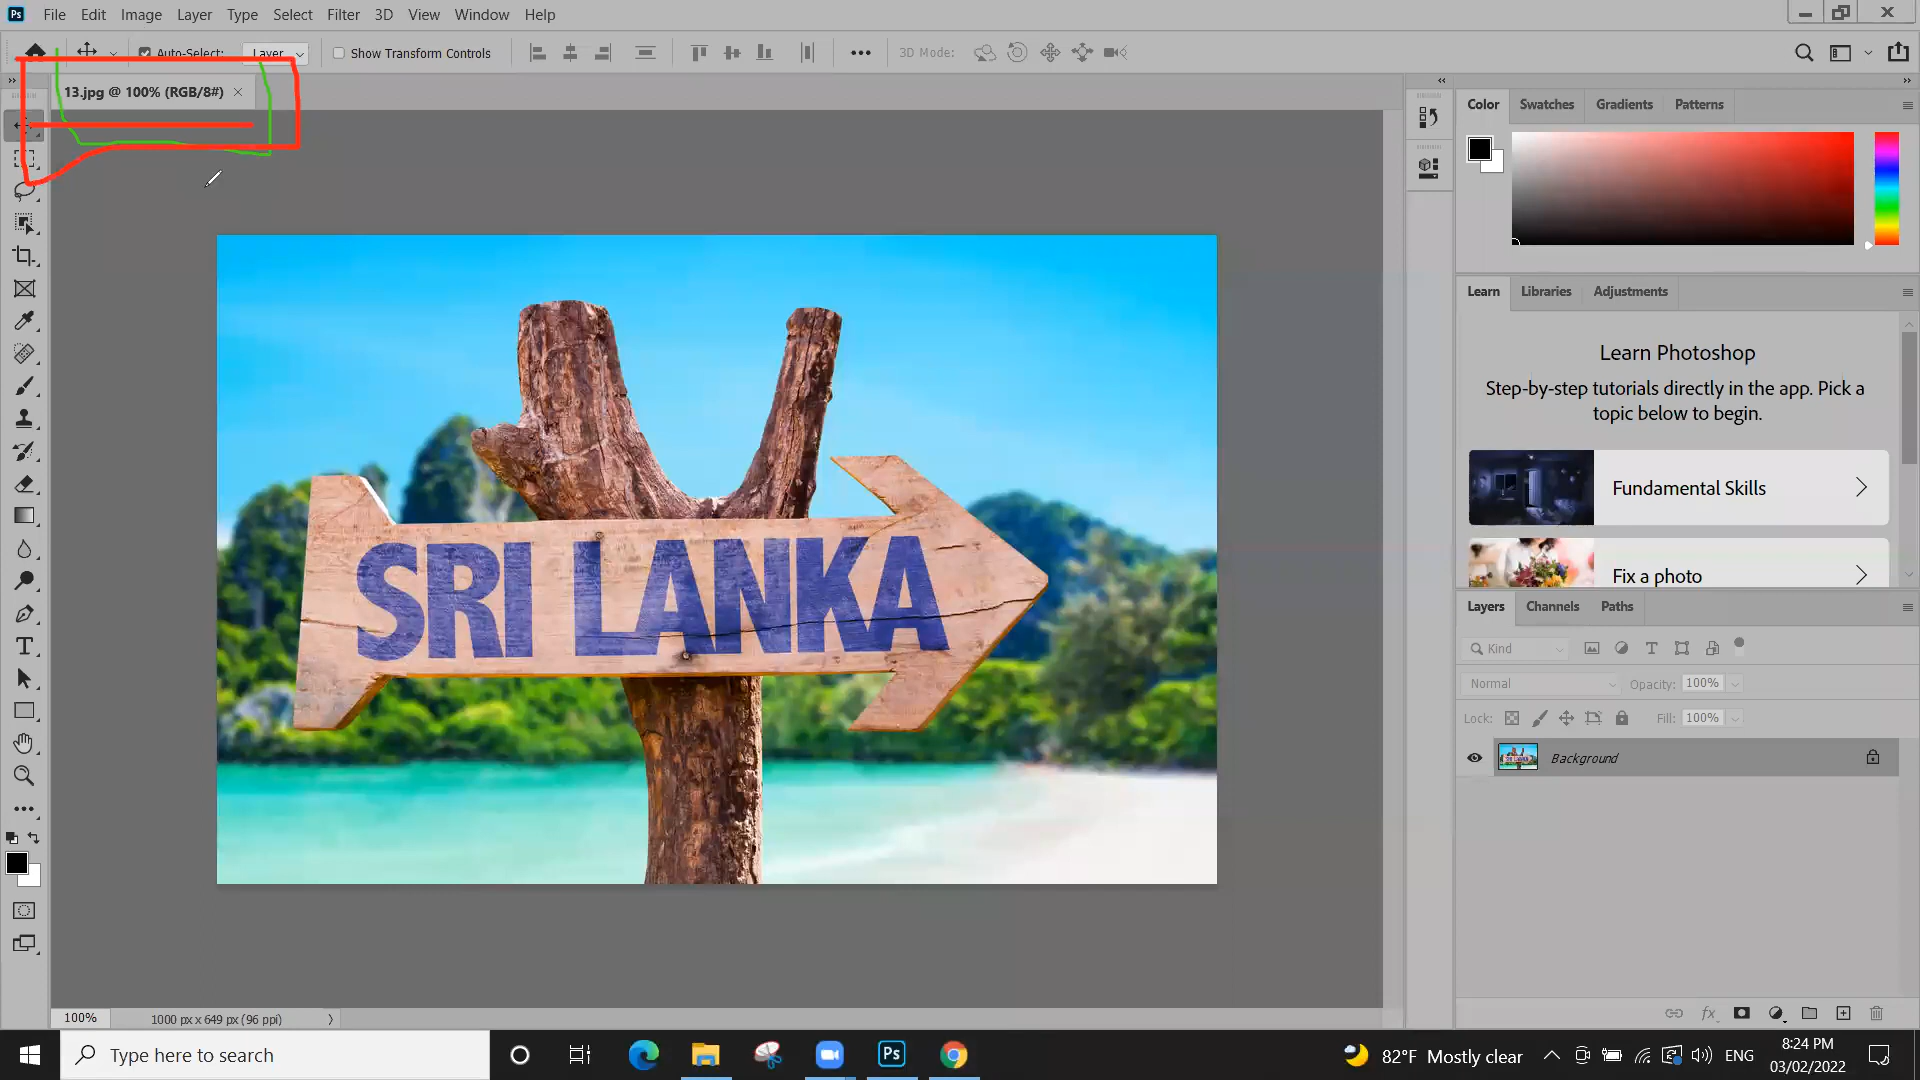 Ps File Edit Image Layer Type Select Filter 3D View Window Help
Auto-Select: Layer Show Transform Controls 3D Mode:
13.jpg @ 100% (RGB/8#)
Color Swatches Gradients Patterns
Learn Libraries Adjustments
Learn Photoshop
Step-by-step tutorials directly in the app. Pick a
topic below to begin.
Fundamental Skills
Fix a photo
SRI LANKA
Layers Channels Paths
Kind
Normal Opacity: 100%
Lock: Fill: 100%
SRI LANKA Background
100% 1000 px x 649 px (96 ppi)
Type here to search Ps 82°F Mostly clear ENG 8:24 PM
03/02/2022